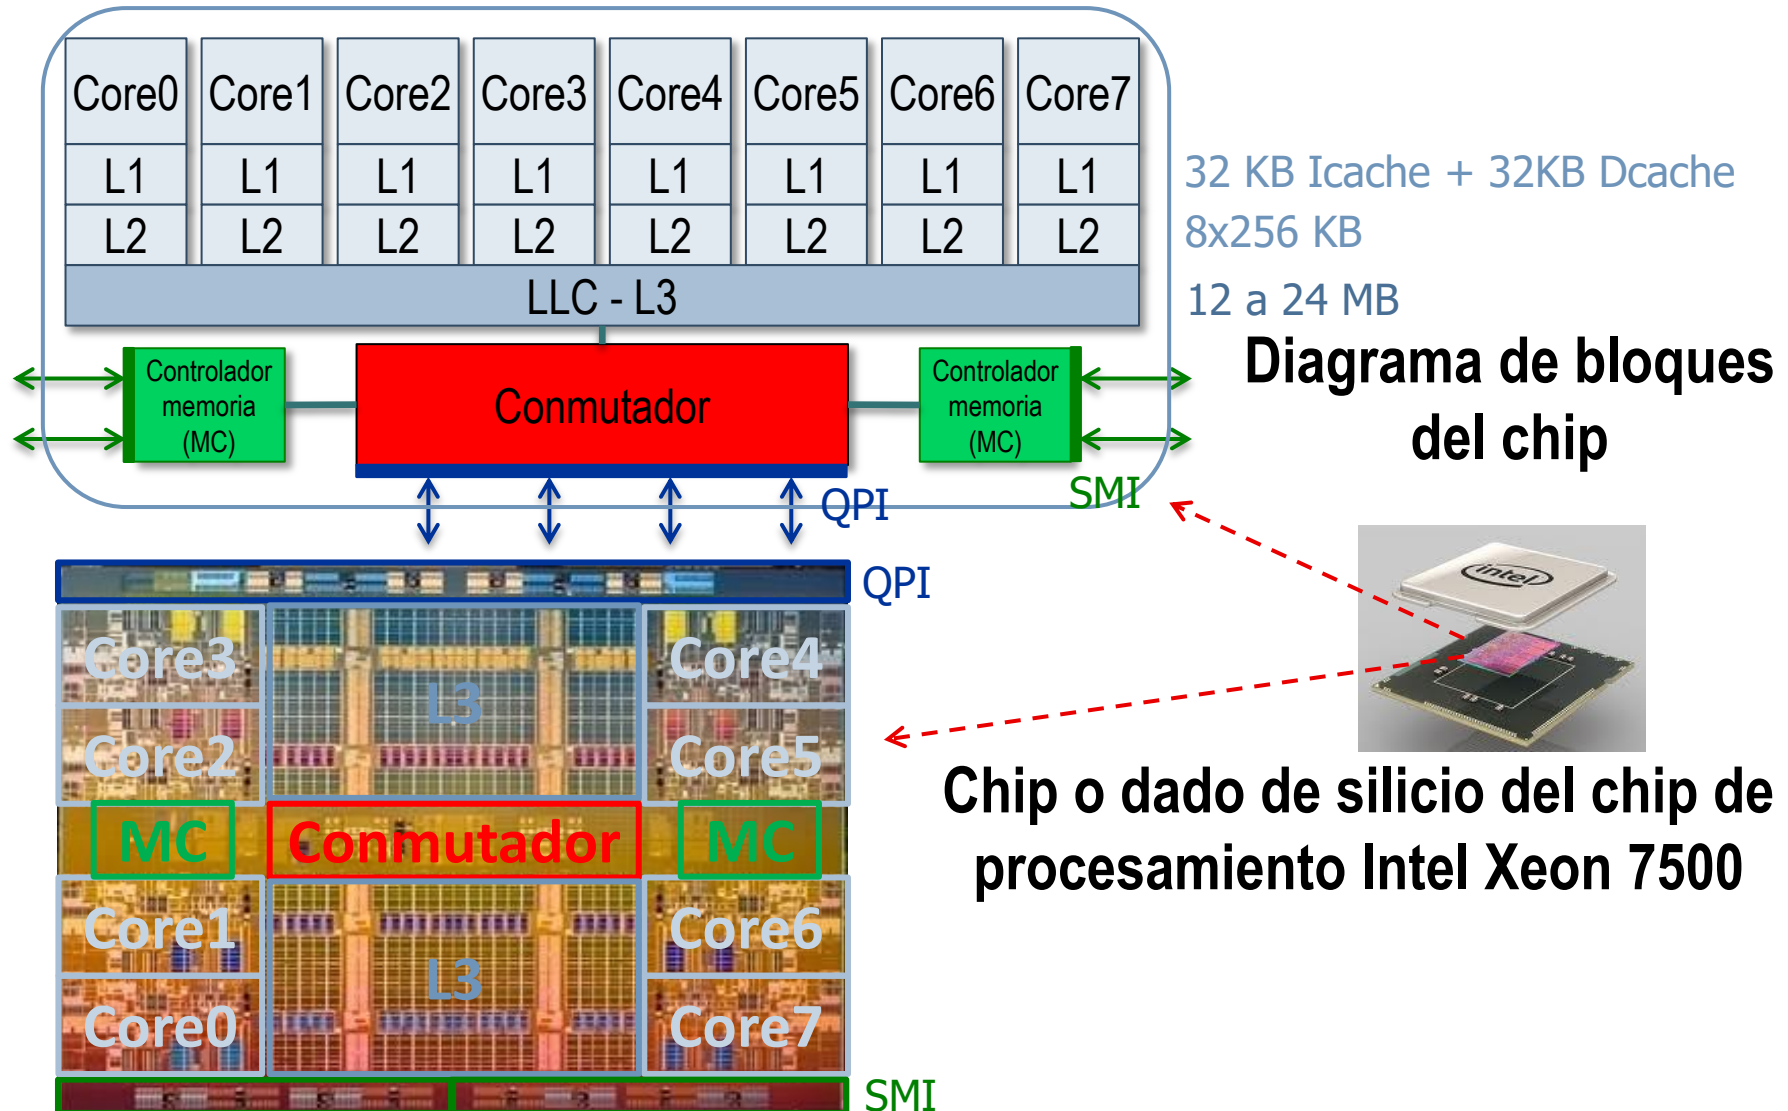 Core0 Core1 Core2 Core3 Core4 Core5 Core6 Core7
L1 L1 L1 L1 L1 L1 L1 L1
32 KB Icache + 32KB Dcache
L2 L2 L2 L2 L2 L2 L2 L2
8x256 KB
LLC - L3
12 a 24 MB
Controlador
memoria
(MC)
Conmutador
Controlador
memoria
(MC)
QPI
SMI
Diagrama de bloques
del chip
QPI
Core3
L3
Core4
Core2
Core5
MC
Conmutador
MC
Core1
L3
Core6
Core0
Core7
SMI
intel
Chip o dado de silicio del chip de
procesamiento Intel Xeon 7500